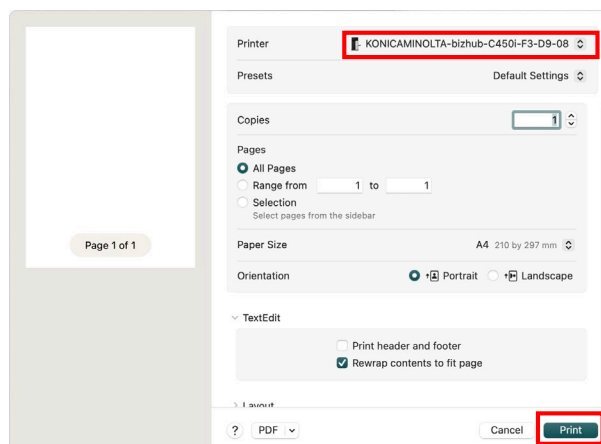 Printer KONICAMINOLTA-bizhub-C450i-F3-D9-08
Presets Default Settings
Copies 1
Pages
All Pages
Range from 1 to 1
Selection
Select pages from the sidebar
Page 1 of 1
Paper Size A4 210 by 297 mm
Orientation Portrait Landscape
TextEdit
Print header and footer
Rewrap contents to fit page
Layout
? PDF Cancel Print